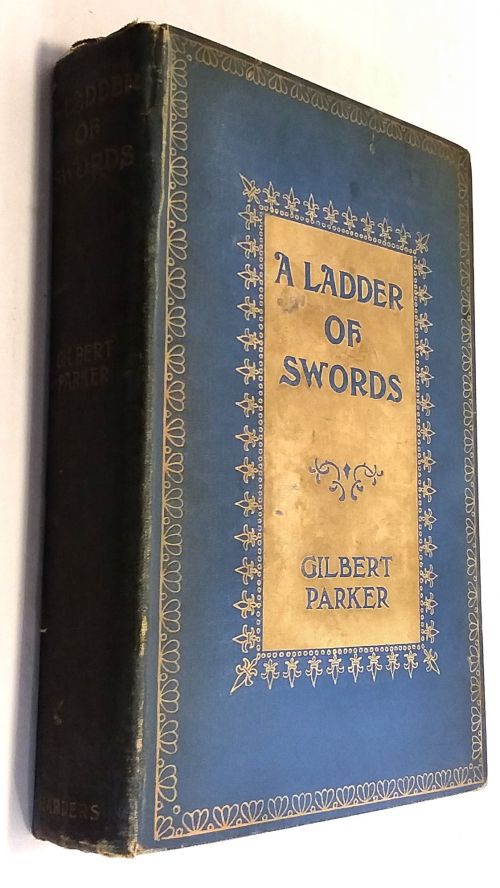 A LADDER
OF
SWORDS
GILBERT
PARKER
HARPERS
A LADDER
OF
SWORDS
GILBERT
PARKER